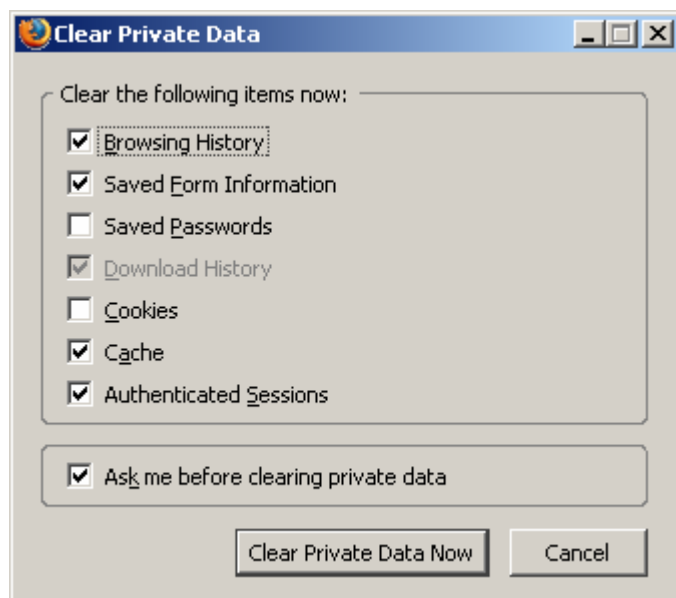 Clear Private Data
Clear the following items now:
Browsing History
Saved Form Information
Saved Passwords
Download History
Cookies
Cache
Authenticated Sessions
Ask me before clearing private data
Clear Private Data Now
Cancel